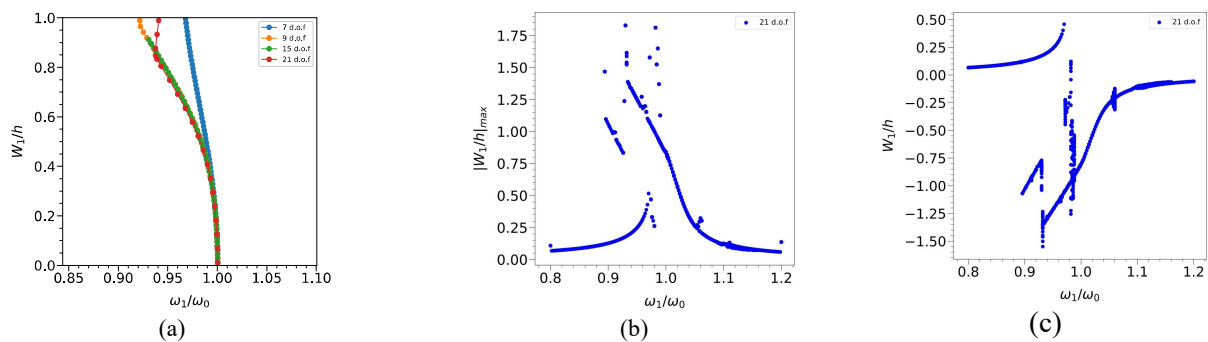 1.0
0.8
0.6
0.4
0.2
0.0
W₁/h
0.85 0.90 0.95 1.00 1.05 1.10
ω₁/ω₀
7 d.o.f
9 d.o.f
15 d.o.f
21 d.o.f
(a)
1.75
1.50
1.25
1.00
0.75
0.50
0.25
0.00
|W₁/h|max
0.8 0.9 1.0 1.1 1.2
ω₁/ω₀
21 d.o.f
(b)
0.50
0.25
0.00
−0.25
−0.50
−0.75
−1.00
−1.25
−1.50
W₁/h
0.8 0.9 1.0 1.1 1.2
ω₁/ω₀
21 d.o.f
(c)